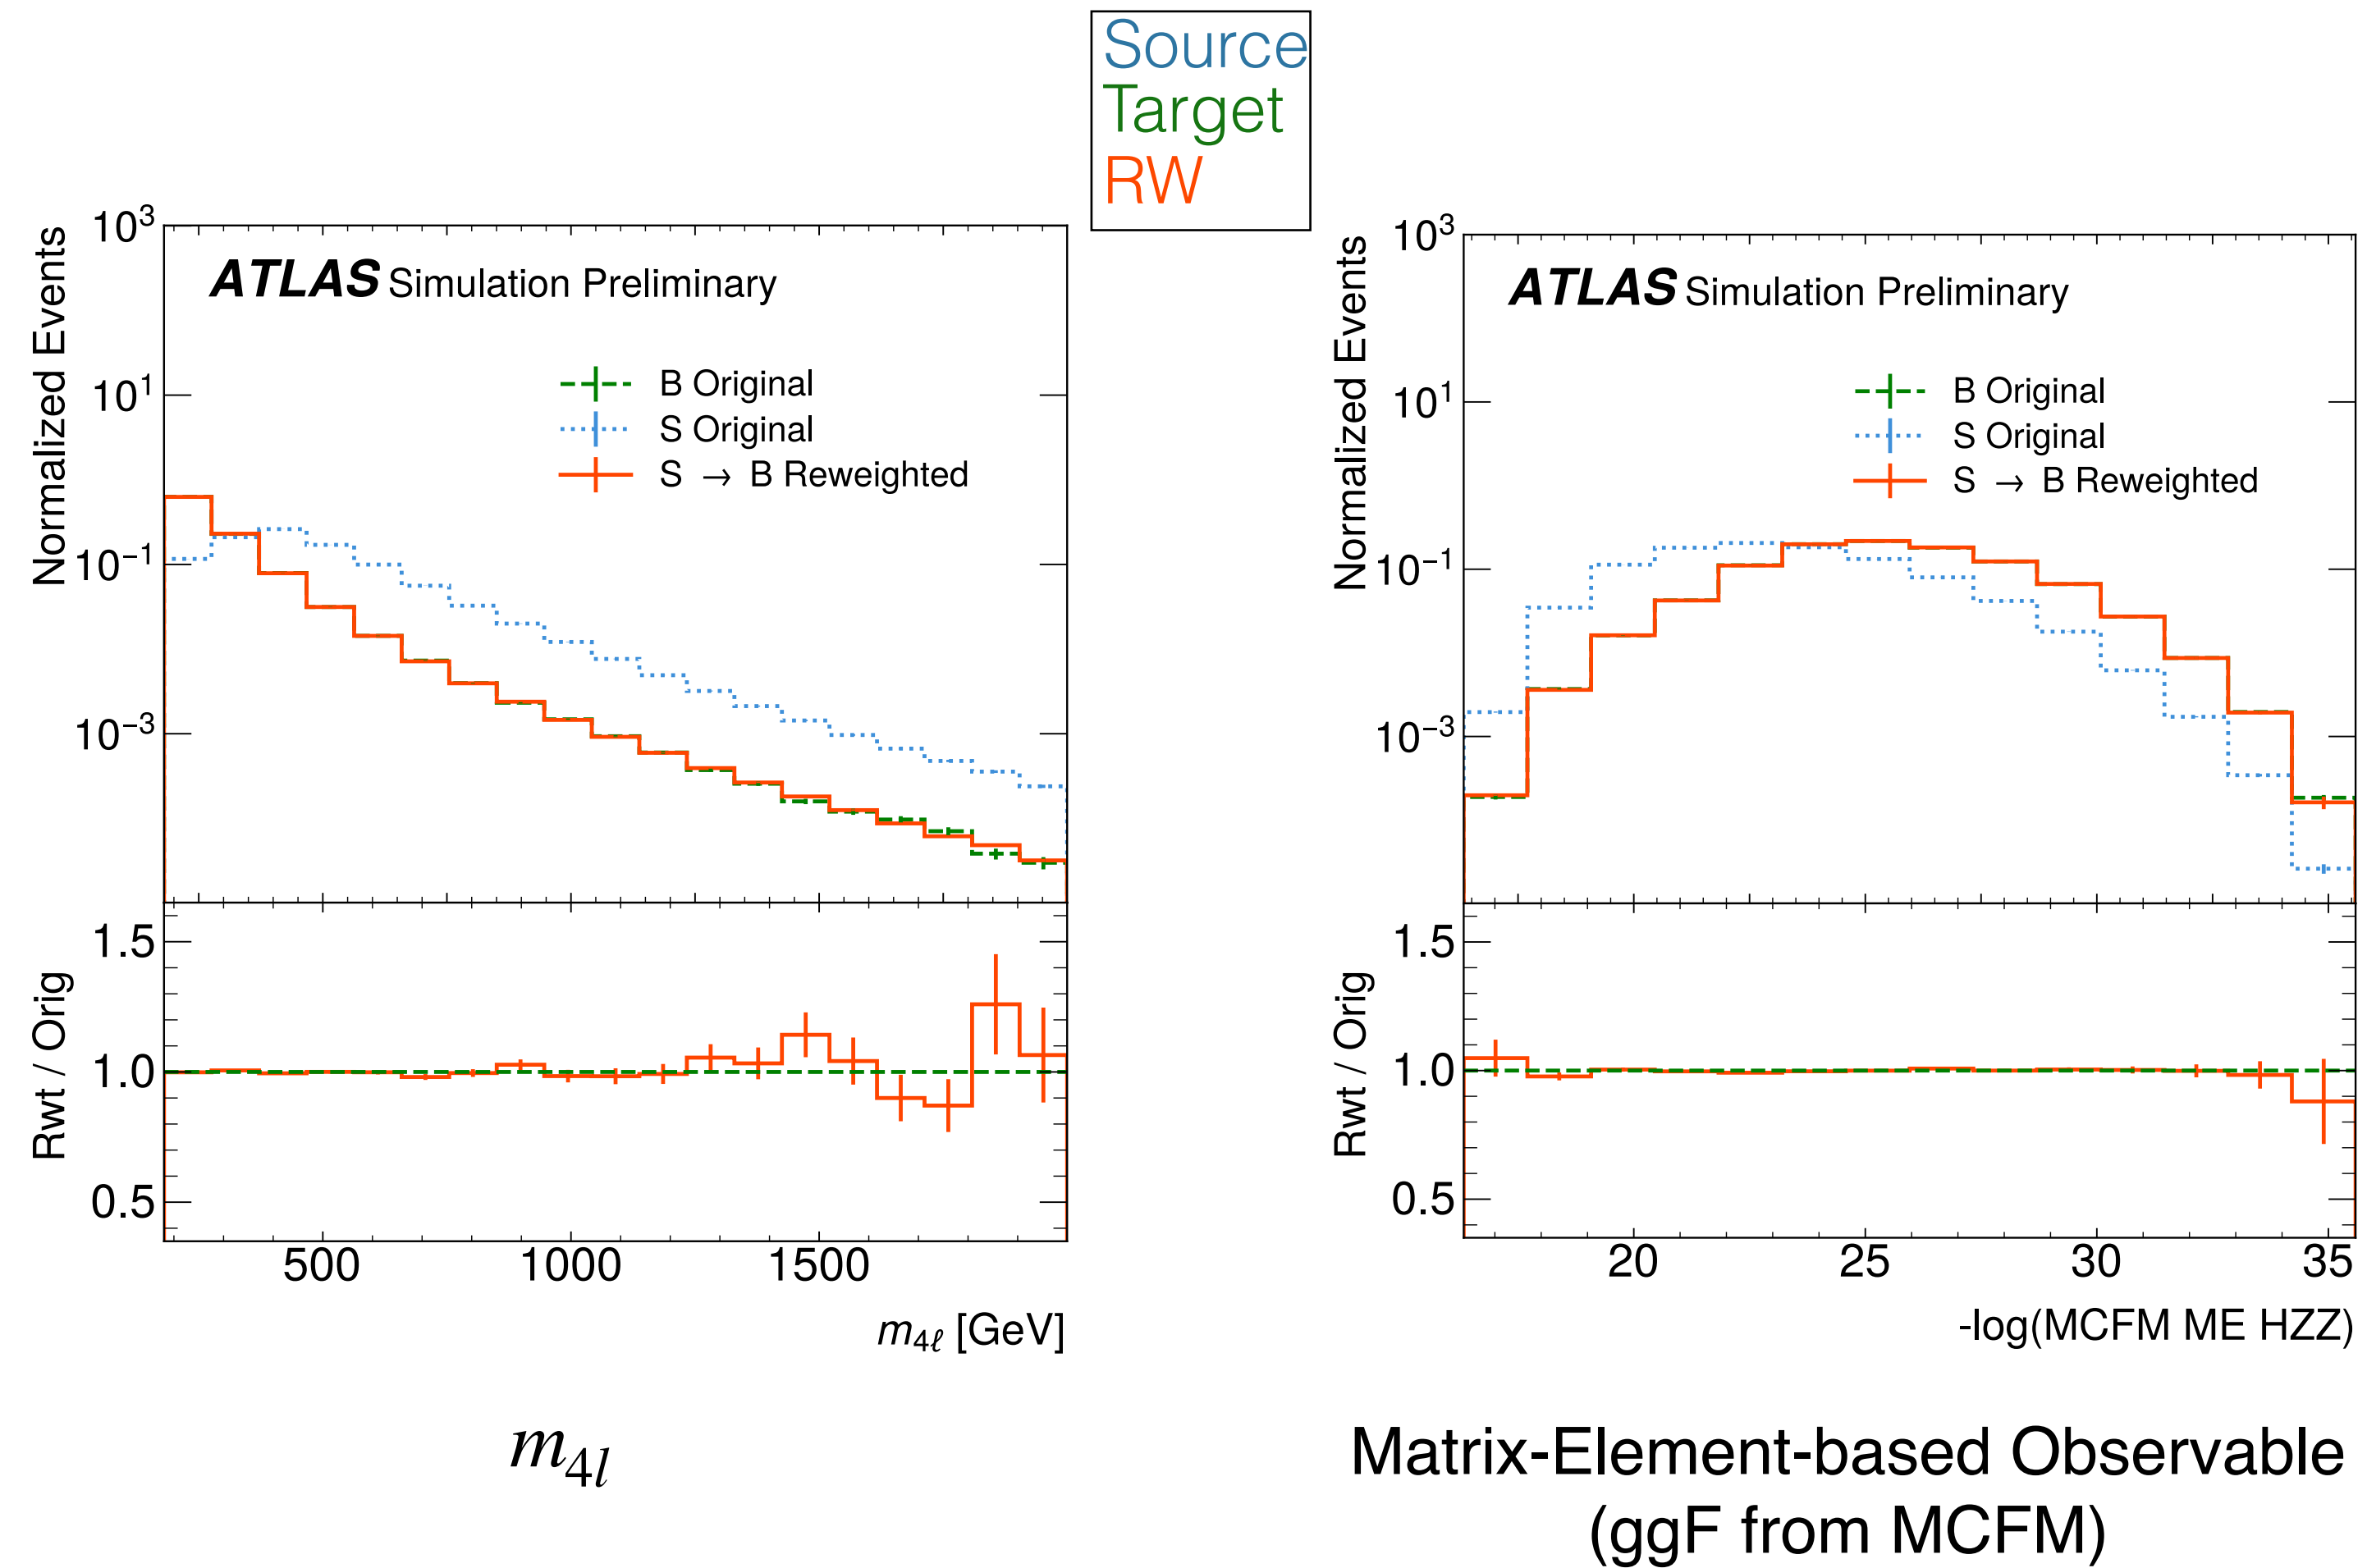 Source
Target
RW
10³
10¹
10⁻¹
10⁻³
Normalized Events
ATLAS Simulation Preliminary
B Original
S Original
S → B Reweighted
1.5
1.0
0.5
Rwt / Orig
500 1000 1500
m₄ℓ [GeV]
m₄l
10³
10¹
10⁻¹
10⁻³
Normalized Events
ATLAS Simulation Preliminary
B Original
S Original
S → B Reweighted
1.5
1.0
0.5
Rwt / Orig
20 25 30 35
-log(MCFM ME HZZ)
Matrix-Element-based Observable
(ggF from MCFM)